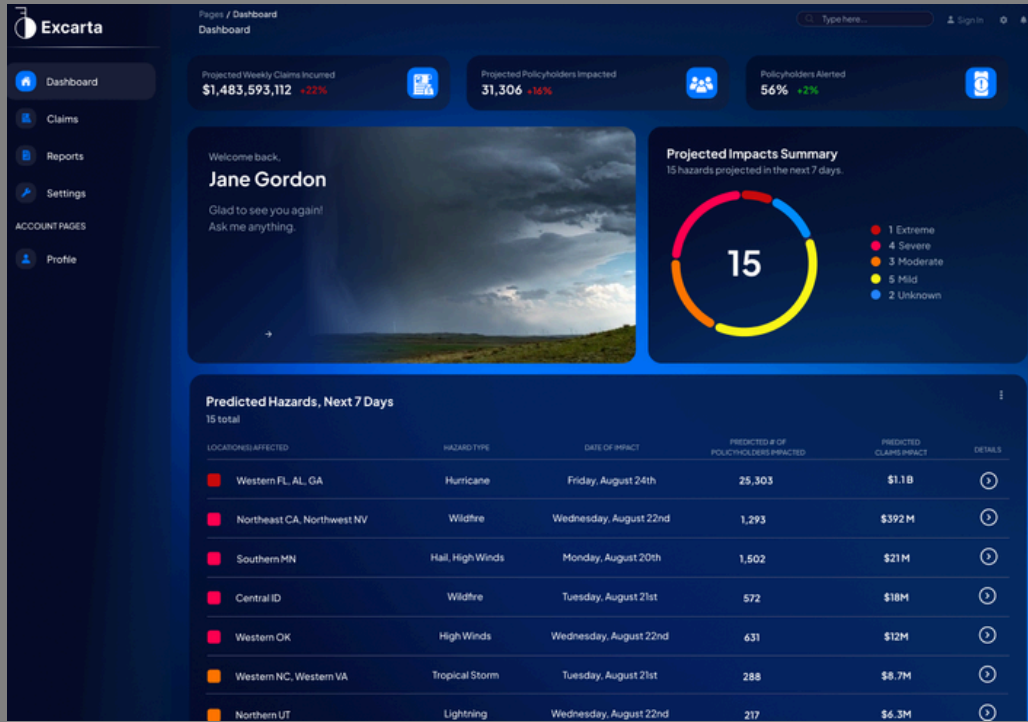 Excarta
Pages / Dashboard
Dashboard
Type here...
Sign In
Dashboard
Claims
Reports
Settings
ACCOUNT PAGES
Profile
Projected Weekly Claims Incurred
$1,483,593,112 +22%
Projected Policyholders Impacted
31,306 +16%
Policyholders Alerted
56% +2%
Welcome back,
Jane Gordon
Glad to see you again!
Ask me anything.
Projected Impacts Summary
15 hazards projected in the next 7 days.
15
1 Extreme
4 Severe
3 Moderate
5 Mild
2 Unknown
Predicted Hazards, Next 7 Days
15 total
LOCATION(S) AFFECTED HAZARD TYPE DATE OF IMPACT PREDICTED # OF POLICYHOLDERS IMPACTED PREDICTED CLAIMS IMPACT DETAILS
Western FL, AL, GA Hurricane Friday, August 24th 25,303 $1.1 B
Northeast CA, Northwest NV Wildfire Wednesday, August 22nd 1,293 $392 M
Southern MN Hail, High Winds Monday, August 20th 1,502 $21 M
Central ID Wildfire Tuesday, August 21st 572 $18M
Western OK High Winds Wednesday, August 22nd 631 $12M
Western NC, Western VA Tropical Storm Tuesday, August 21st 288 $8.7M
Northern UT Lightning Wednesday, August 22nd 217 $6.3M